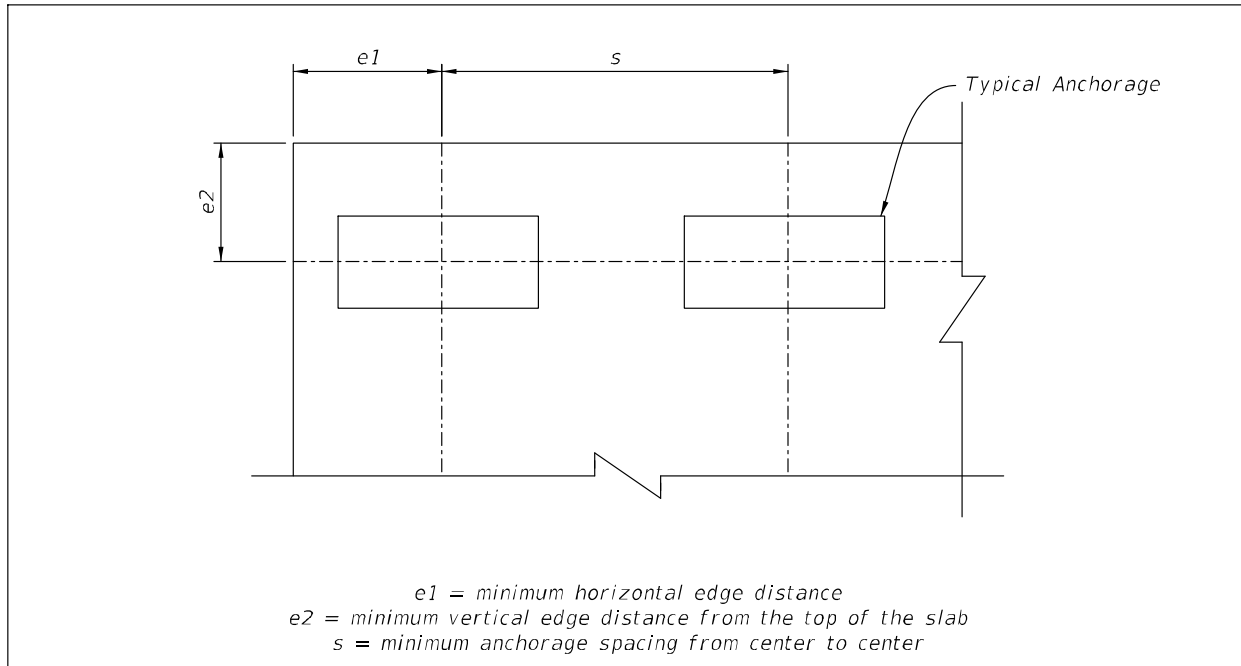 e1
s
Typical Anchorage
e2
e1 = minimum horizontal edge distance
e2 = minimum vertical edge distance from the top of the slab
s = minimum anchorage spacing from center to center